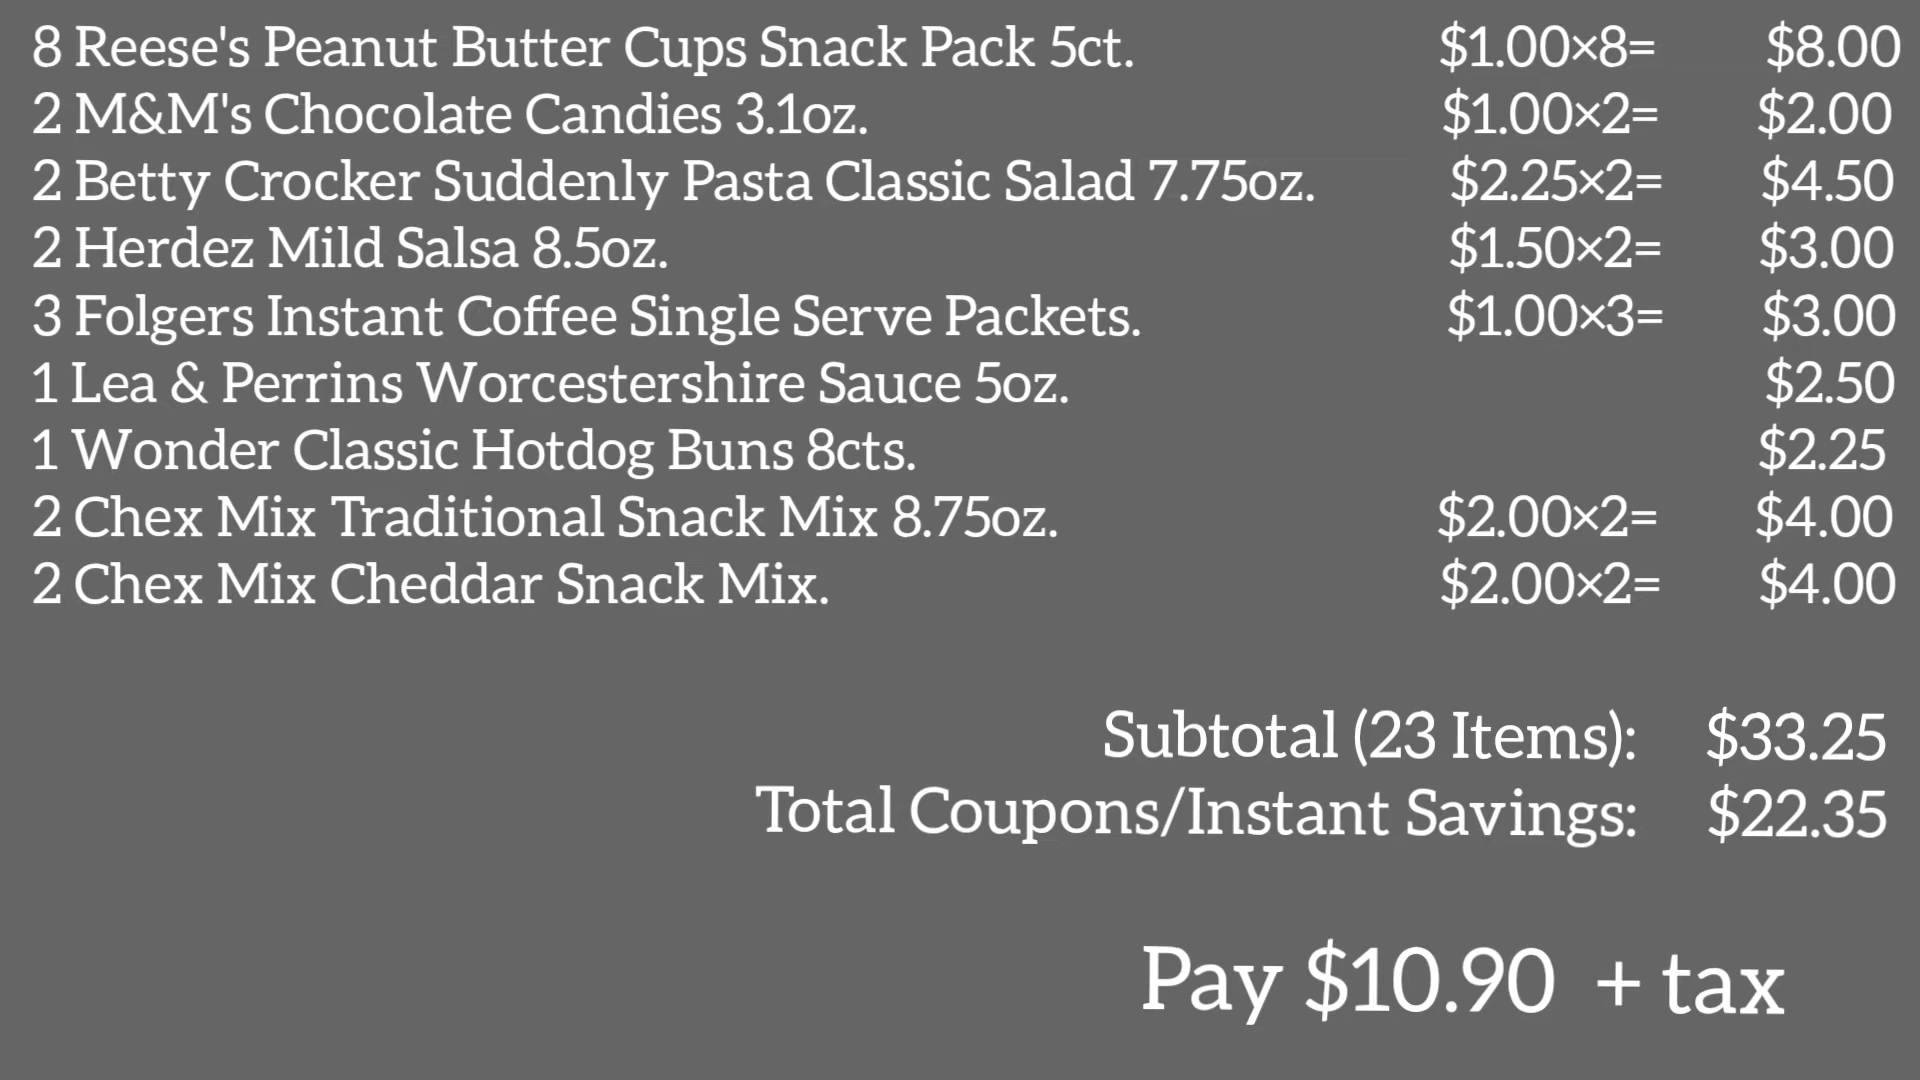 8 Reese's Peanut Butter Cups Snack Pack 5ct. $1.00×8= $8.00
2 M&M's Chocolate Candies 3.1oz. $1.00×2= $2.00
2 Betty Crocker Suddenly Pasta Classic Salad 7.75oz. $2.25×2= $4.50
2 Herdez Mild Salsa 8.5oz. $1.50×2= $3.00
3 Folgers Instant Coffee Single Serve Packets. $1.00×3= $3.00
1 Lea & Perrins Worcestershire Sauce 5oz. $2.50
1 Wonder Classic Hotdog Buns 8cts. $2.25
2 Chex Mix Traditional Snack Mix 8.75oz. $2.00×2= $4.00
2 Chex Mix Cheddar Snack Mix. $2.00×2= $4.00
Subtotal (23 Items): $33.25
Total Coupons/Instant Savings: $22.35
Pay $10.90 + tax